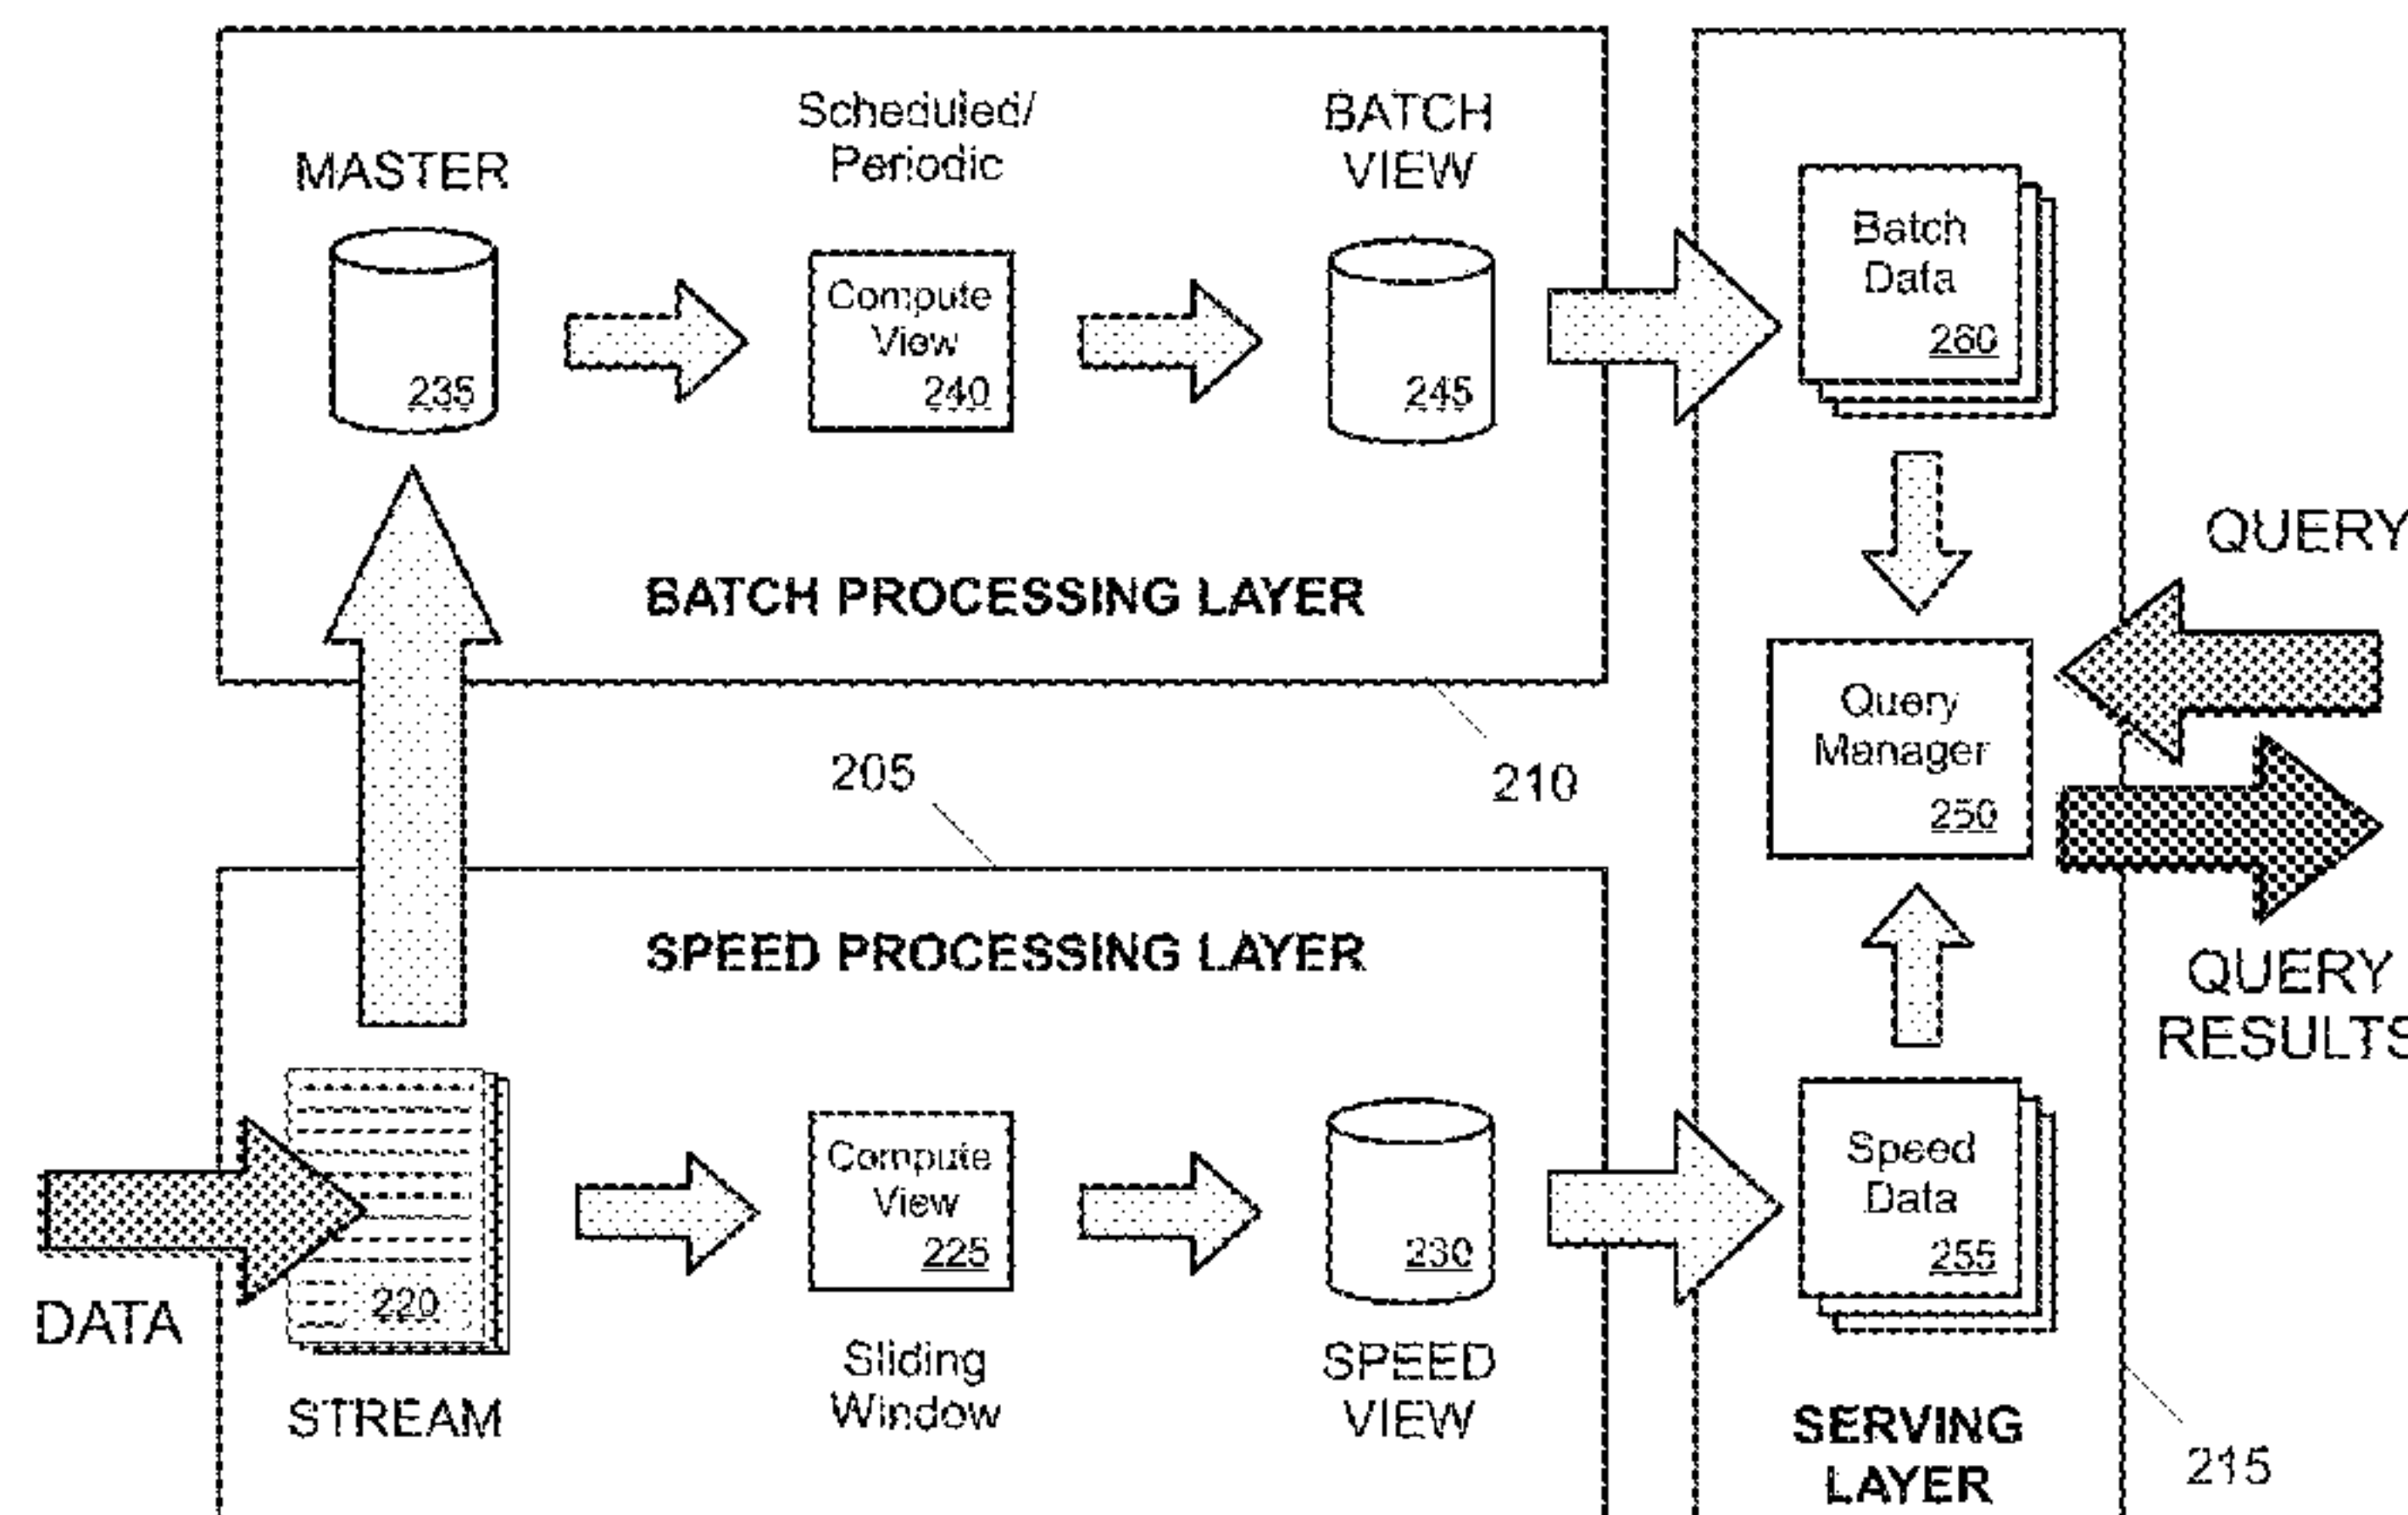 Scheduled/
Periodic
MASTER
BATCH
VIEW
235
Compute
View
240
245
Batch
Data
260
BATCH PROCESSING LAYER
210
QUERY
Query
Manager
250
QUERY
RESULTS
205
SPEED PROCESSING LAYER
DATA
220
STREAM
Compute
View
225
Sliding
Window
230
SPEED
VIEW
Speed
Data
255
SERVING
LAYER
215